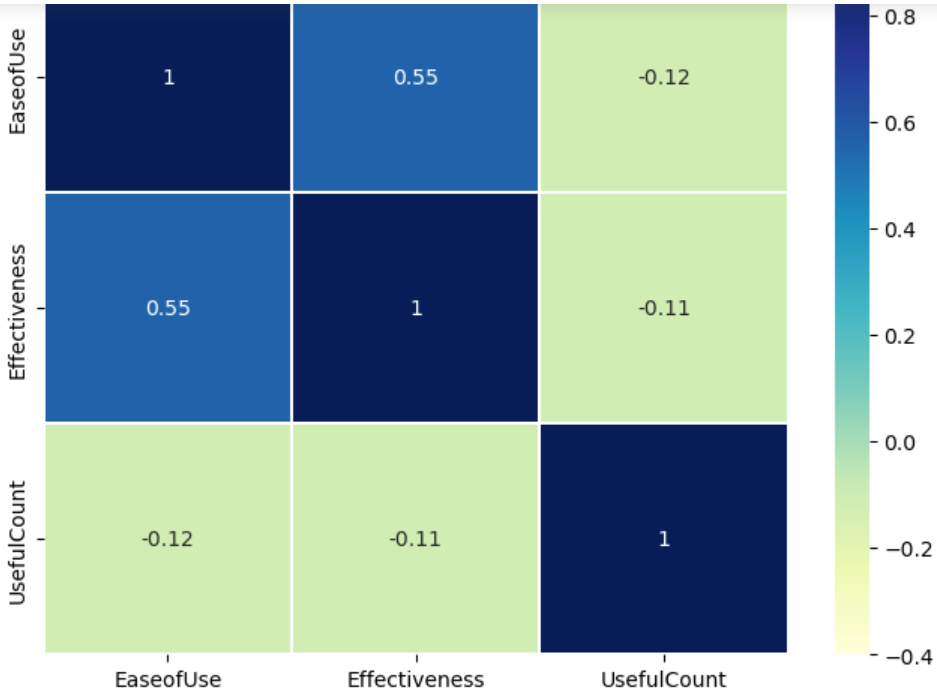 0.8
EaseofUse
1
0.55
-0.12
0.6
0.4
Effectiveness
0.55
1
-0.11
0.2
0.0
UsefulCount
-0.12
-0.11
1
−0.2
−0.4
EaseofUse
Effectiveness
UsefulCount